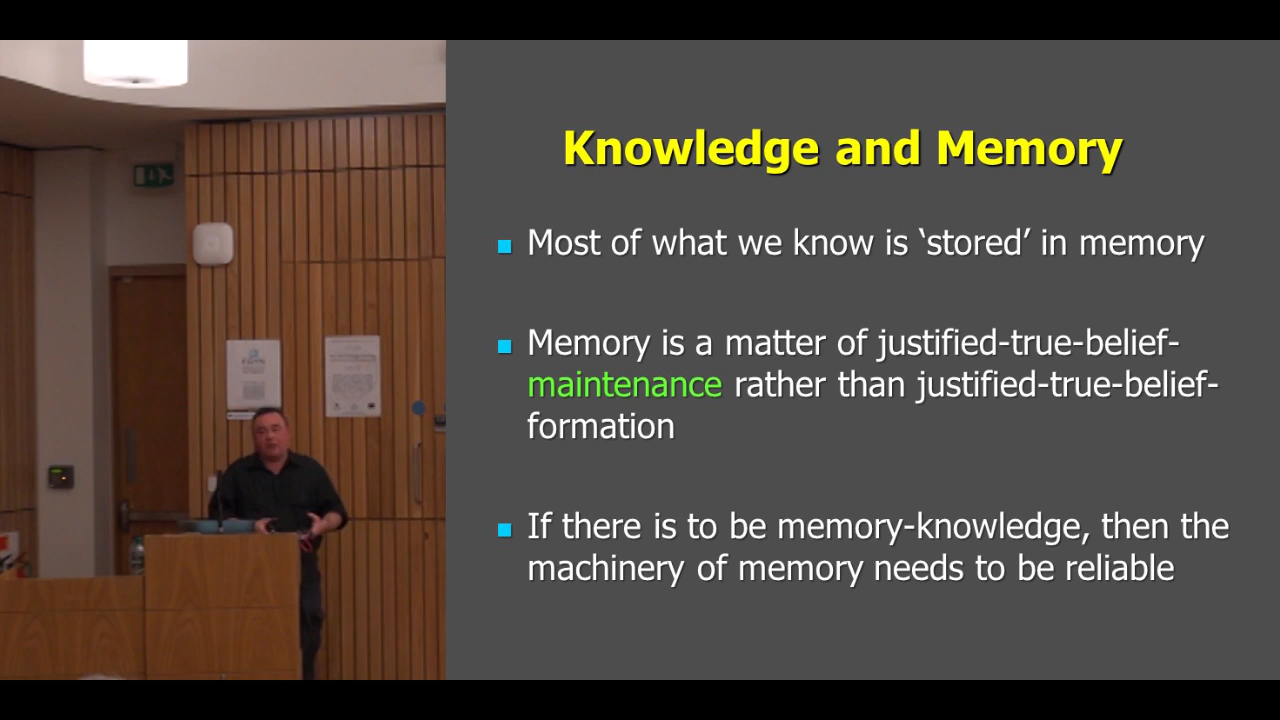 Knowledge and Memory
Most of what we know is ‘stored’ in memory
Memory is a matter of justified-true-belief-
maintenance rather than justified-true-belief-
formation
If there is to be memory-knowledge, then the
machinery of memory needs to be reliable